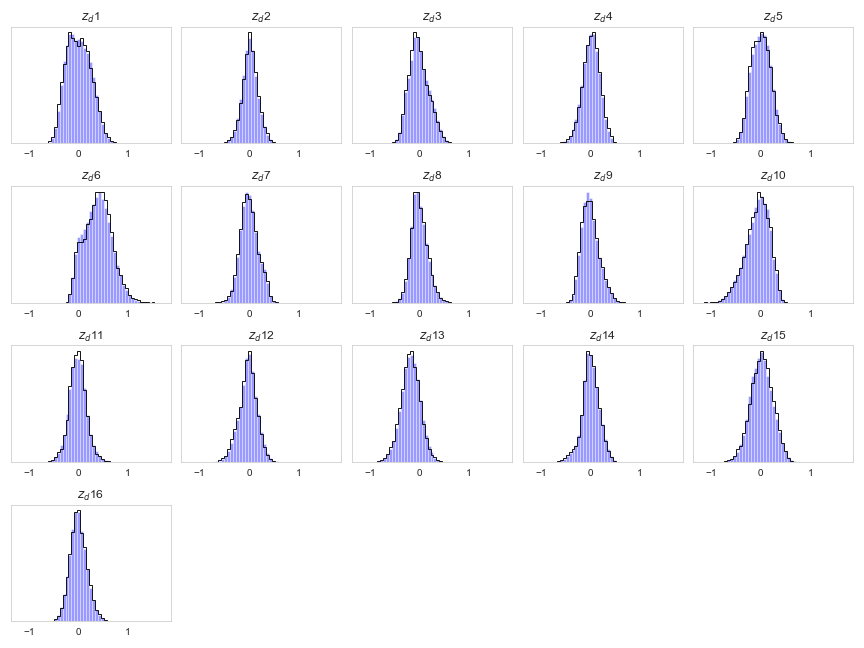 z_d1 z_d2 z_d3 z_d4 z_d5
−1 0 1 −1 0 1 −1 0 1 −1 0 1 −1 0 1
z_d6 z_d7 z_d8 z_d9 z_d10
−1 0 1 −1 0 1 −1 0 1 −1 0 1 −1 0 1
z_d11 z_d12 z_d13 z_d14 z_d15
−1 0 1 −1 0 1 −1 0 1 −1 0 1 −1 0 1
z_d16
−1 0 1